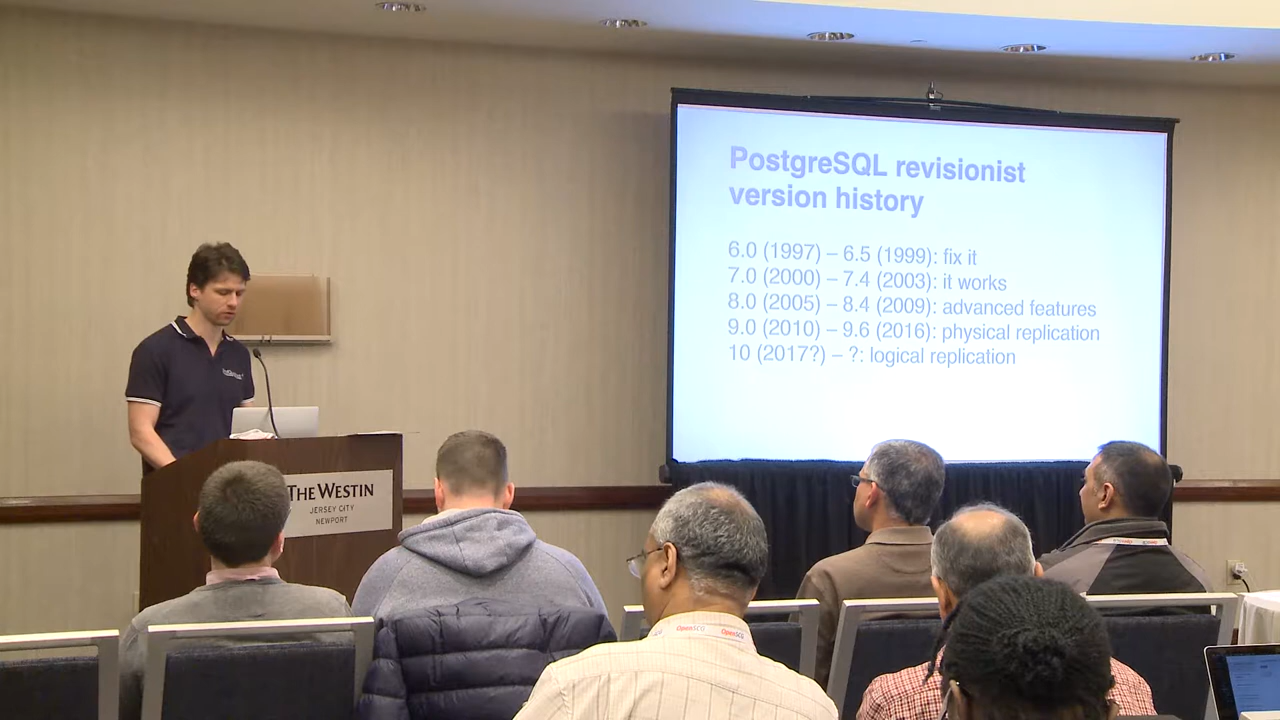 PostgreSQL revisionist
version history
6.0 (1997) – 6.5 (1999): fix it
7.0 (2000) – 7.4 (2003): it works
8.0 (2005) – 8.4 (2009): advanced features
9.0 (2010) – 9.6 (2016): physical replication
10 (2017?) – ?: logical replication
THE WESTIN
JERSEY CITY
NEWPORT
OpenSCG
OpenSCG